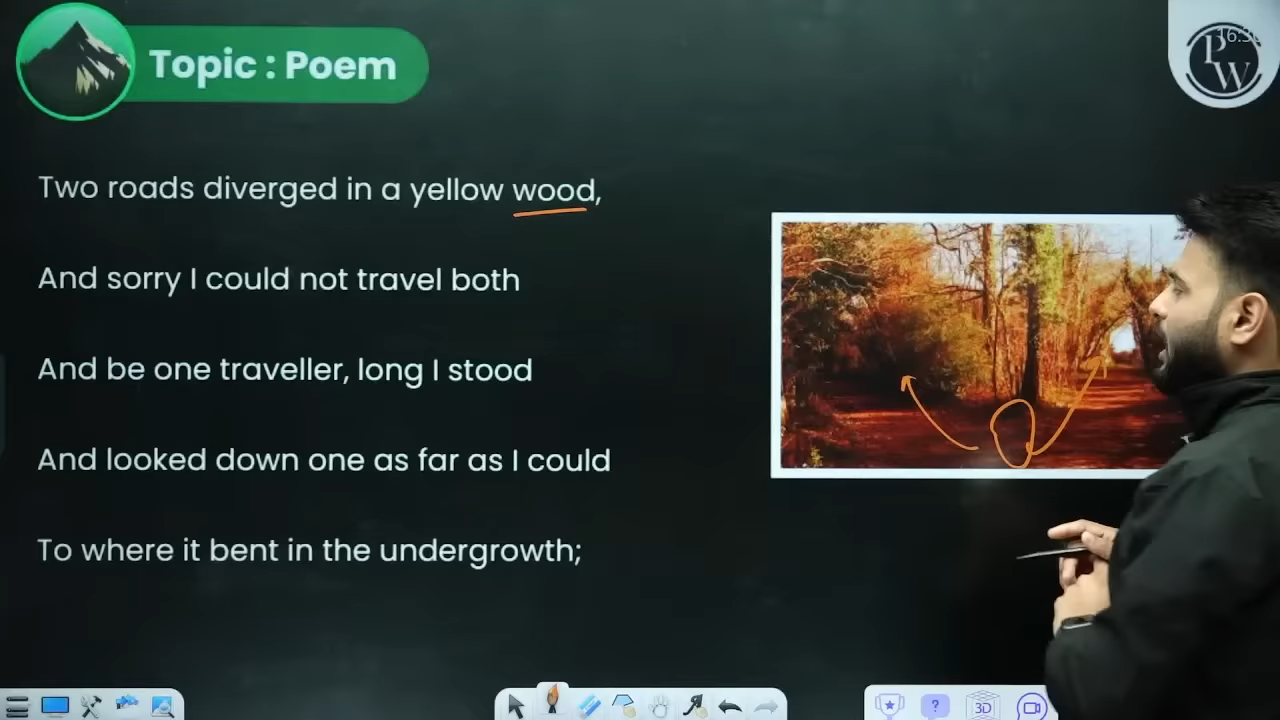 Topic : Poem
PW
Two roads diverged in a yellow wood,
And sorry I could not travel both
And be one traveller, long I stood
And looked down one as far as I could
To where it bent in the undergrowth;
?
3D